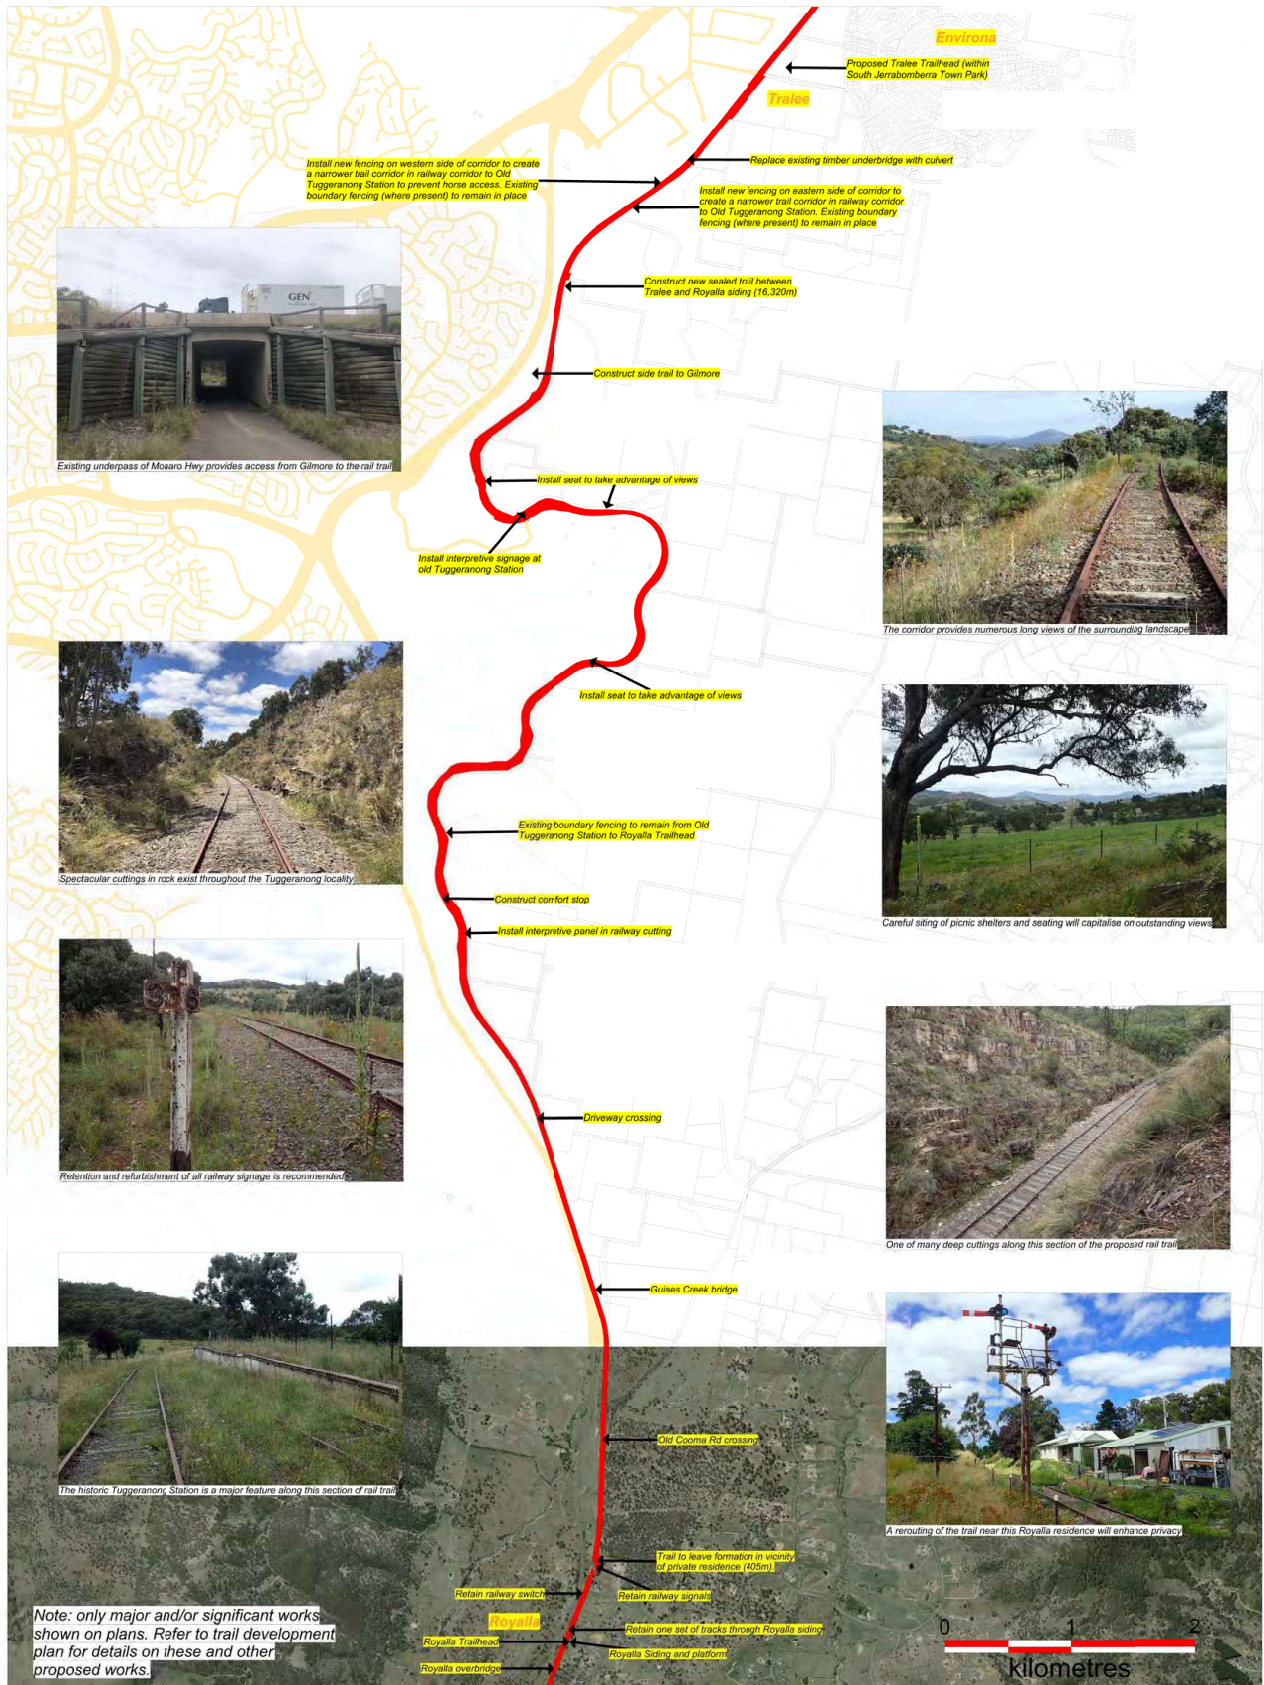 Environa
Proposed Tralee Trailhead (within
South Jerrabomberra Town Park)
Tralee
Replace existing timber underbridge with culvert
Install new fencing on western side of corridor to create
a narrower tail corridor in railway corridor to Old
Tuggeranong Station to prevent horse access. Existing
boundary fencing (where present) to remain in place
Install new fencing on eastern side of corridor to
create a narrower trail corridor in railway corridor
to Old Tuggeranong Station. Existing boundary
fencing (where present) to remain in place
Construct new sealed trail between
Tralee and Royalla siding (16,320m)
GEN
Construct side trail to Gilmore
Existing underpass of Monaro Hwy provides access from Gilmore to the rail trail
Install seat to take advantage of views
Install interpretive signage at
old Tuggeranong Station
The corridor provides numerous long views of the surrounding landscape
Install seat to take advantage of views
Existing boundary fencing to remain from Old
Tuggeranong Station to Royalla Trailhead
Spectacular cuttings in rock exist throughout the Tuggeranong locality
Construct comfort stop
Careful siting of picnic shelters and seating will capitalise on outstanding views
Install interpretive panel in railway cutting
Driveway crossing
Retention and refurbishment of all railway signage is recommended
One of many deep cuttings along this section of the proposed rail trail
Guises Creek bridge
Old Cooma Rd crossing
The historic Tuggeranong Station is a major feature along this section of rail trail
A rerouting of the trail near this Royalla residence will enhance privacy
Trail to leave formation in vicinity
of private residence (405m).
Retain railway switch
Retain railway signals
Royalla
Retain one set of tracks through Royalla siding
Royalla Trailhead
Royalla Siding and platform
Royalla overbridge
Note: only major and/or significant works
shown on plans. Refer to trail development
plan for details on these and other
proposed works.
0 1 2
kilometres